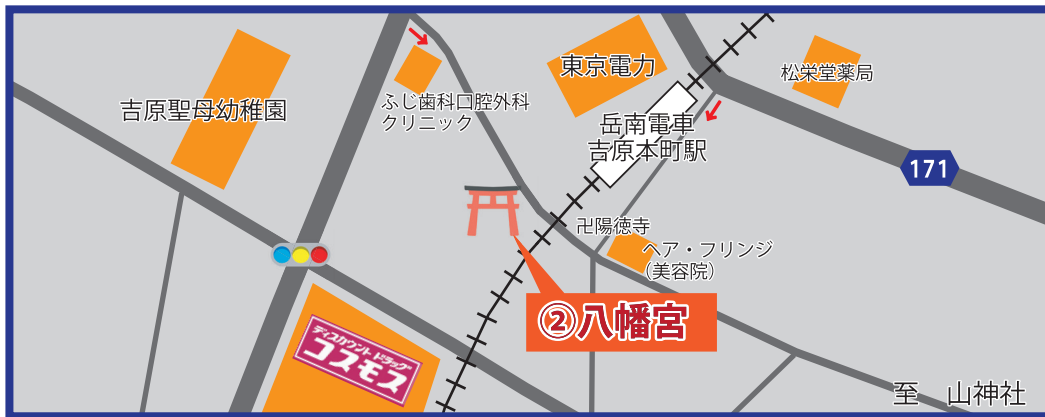 東京電力
松栄堂薬局
吉原聖母幼稚園
ふじ歯科口腔外科
クリニック
岳南電車
吉原本町駅
171
卍陽徳寺
ヘア・フリンジ
(美容院)
②八幡宮
ディスカウント ドラッグ
コスモス
至 山神社